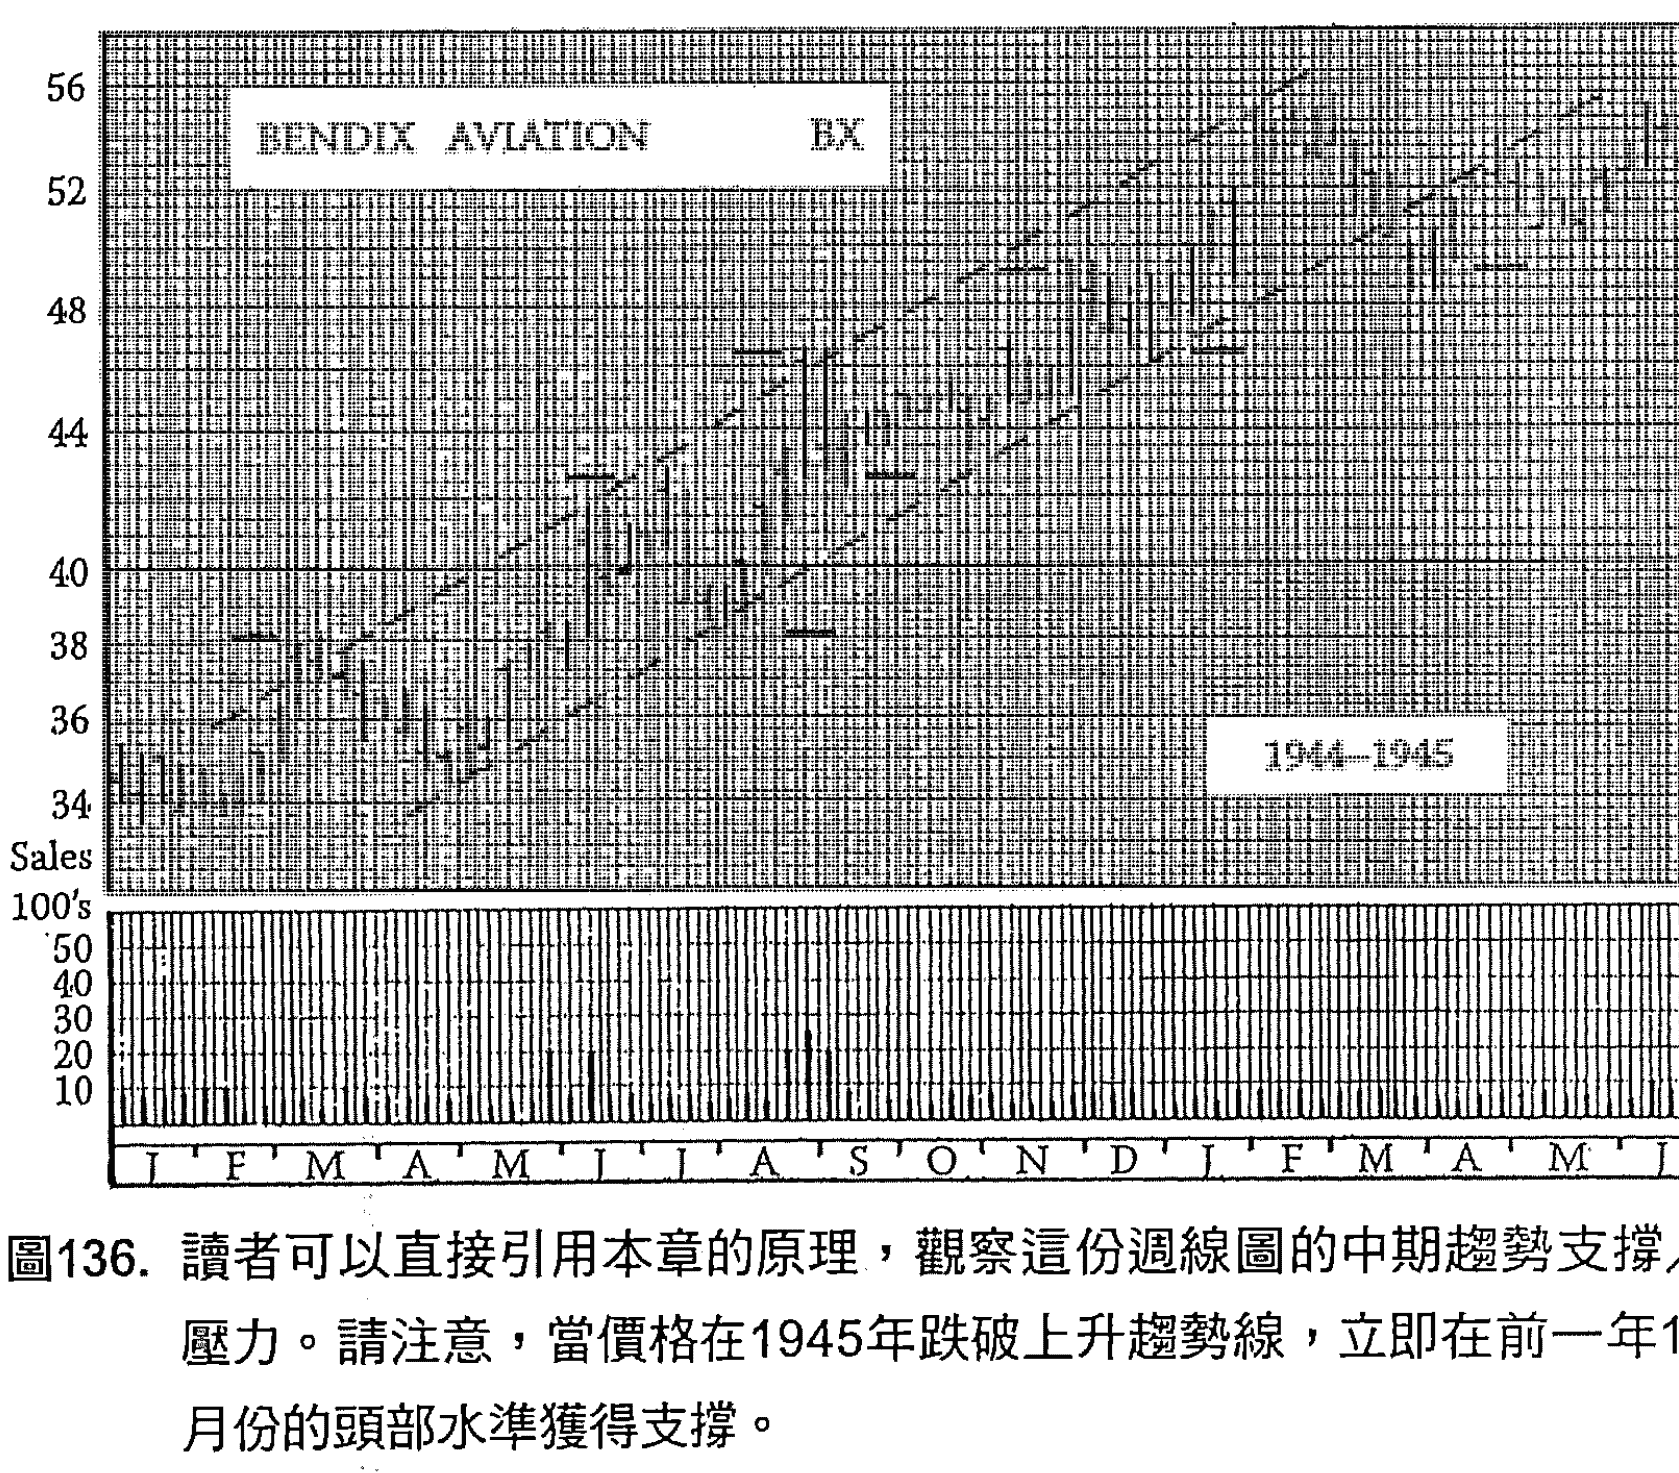 56
BENDIX AVIATION BX
52
48
44
40
38
36
1944–1945
34
Sales
100's
50
40
30
20
10
J F M A M J J A S O N D J F M A M J
圖136. 讀者可以直接引用本章的原理,觀察這份週線圖的中期趨勢支撐
壓力。請注意,當價格在1945年跌破上升趨勢線,立即在前一年1
月份的頭部水準獲得支撐。